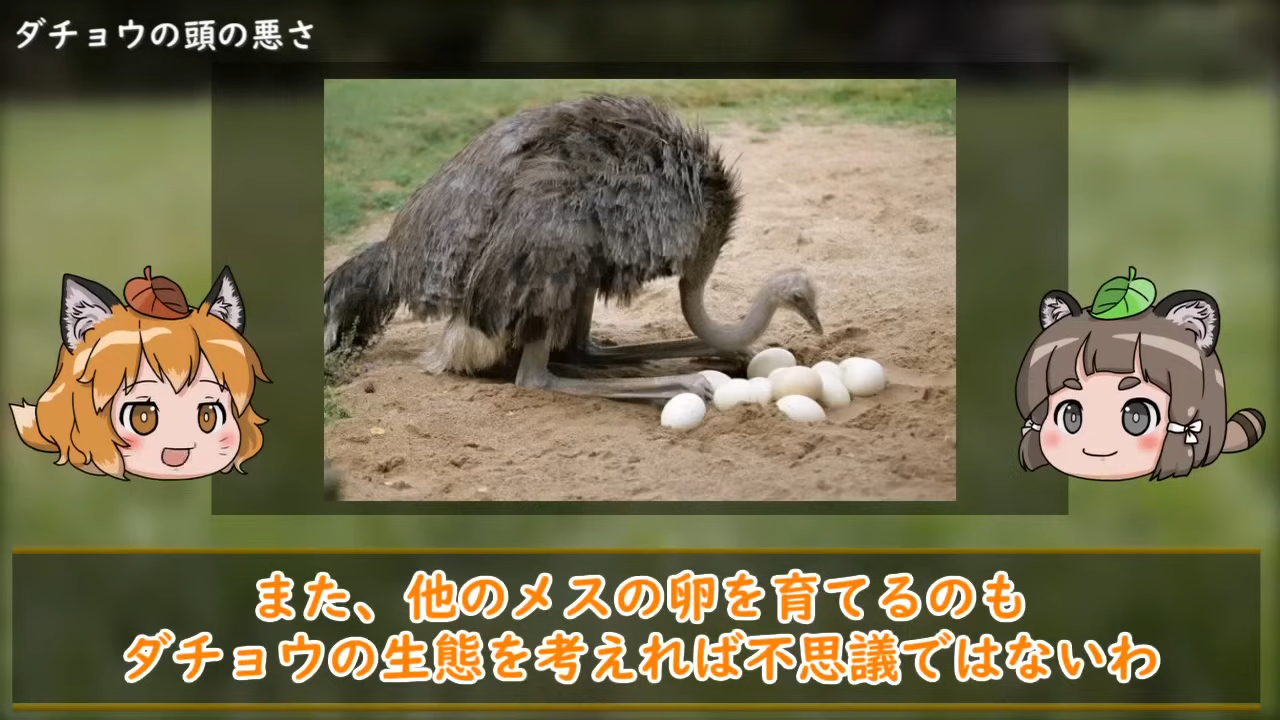 ダチョウの頭の悪さ
また、他のメスの卵を育てるのも
ダチョウの生態を考えれば不思議ではないわ